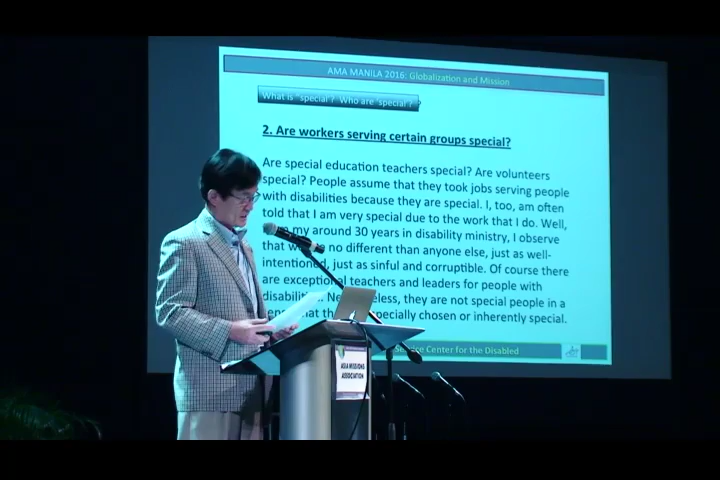 AMA MANILA 2016: Globalization and Mission
What is "special'? Who are 'special'?
2. Are workers serving certain groups special?
Are special education teachers special? Are volunteers
special? People assume that they took jobs serving people
with disabilities because they are special. I, too, am often
told that I am very special due to the work that I do. Well,
my around 30 years in disability ministry, I observe
that no different than anyone else, just as well-
intentioned, just as sinful and corruptible. Of course there
are exceptional teachers and leaders for people with
they are not special people in a
specially chosen or inherently special.
Service Center for the Disabled
ASIA MISSIONS
ASSOCIATION